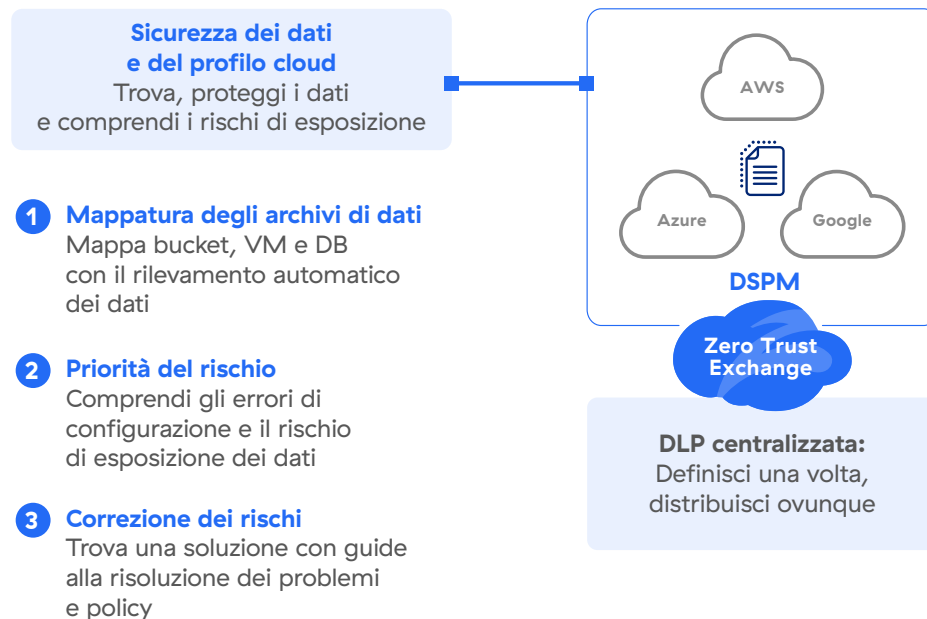 Sicurezza dei dati
e del profilo cloud
Trova, proteggi i dati
e comprendi i rischi di esposizione
1 Mappatura degli archivi di dati
Mappa bucket, VM e DB
con il rilevamento automatico
dei dati
2 Priorità del rischio
Comprendi gli errori di
configurazione e il rischio
di esposizione dei dati
3 Correzione dei rischi
Trova una soluzione con guide
alla risoluzione dei problemi
e policy
AWS
Azure
Google
DSPM
Zero Trust
Exchange
DLP centralizzata:
Definisci una volta,
distribuisci ovunque